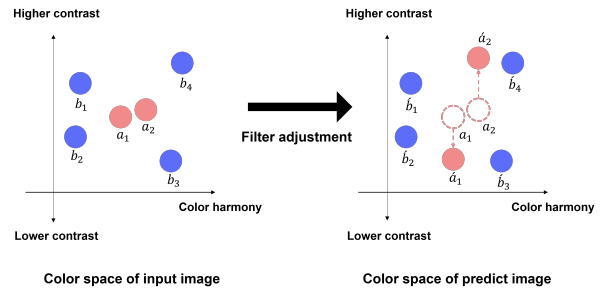 Higher contrast
b₄
b₁
a₁ a₂
b₂
b₃
Color harmony
Lower contrast
Color space of input image
Filter adjustment
Higher contrast
á₂
b́₄
b́₁
a₁ a₂
b́₂
á₁
b́₃
Color harmony
Lower contrast
Color space of predict image